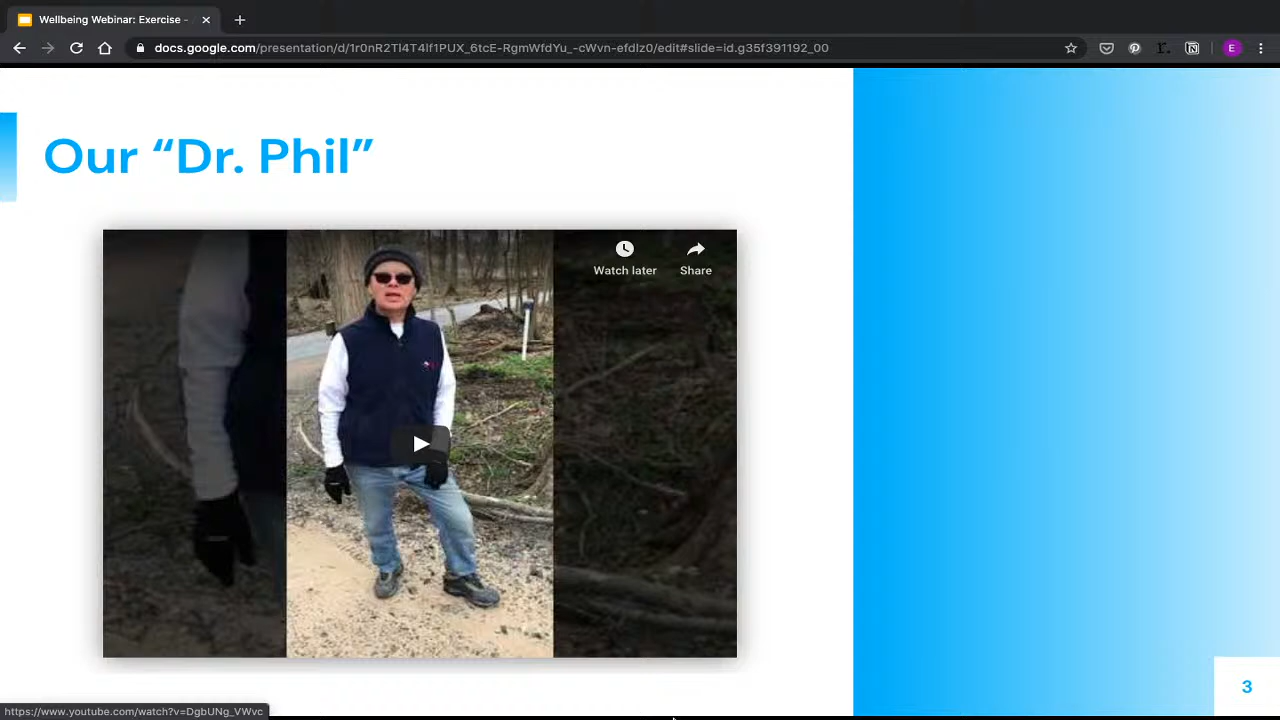 Wellbeing Webinar: Exercise -
docs.google.com/presentation/d/1r0nR2Tl4T4lf1PUX_6tcE-RgmWfdYu_-cWvn-efdlz0/edit#slide=id.g35f391192_00
E
Our “Dr. Phil”
Watch later
Share
3
https://www.youtube.com/watch?v=DgbUNg_VWvc